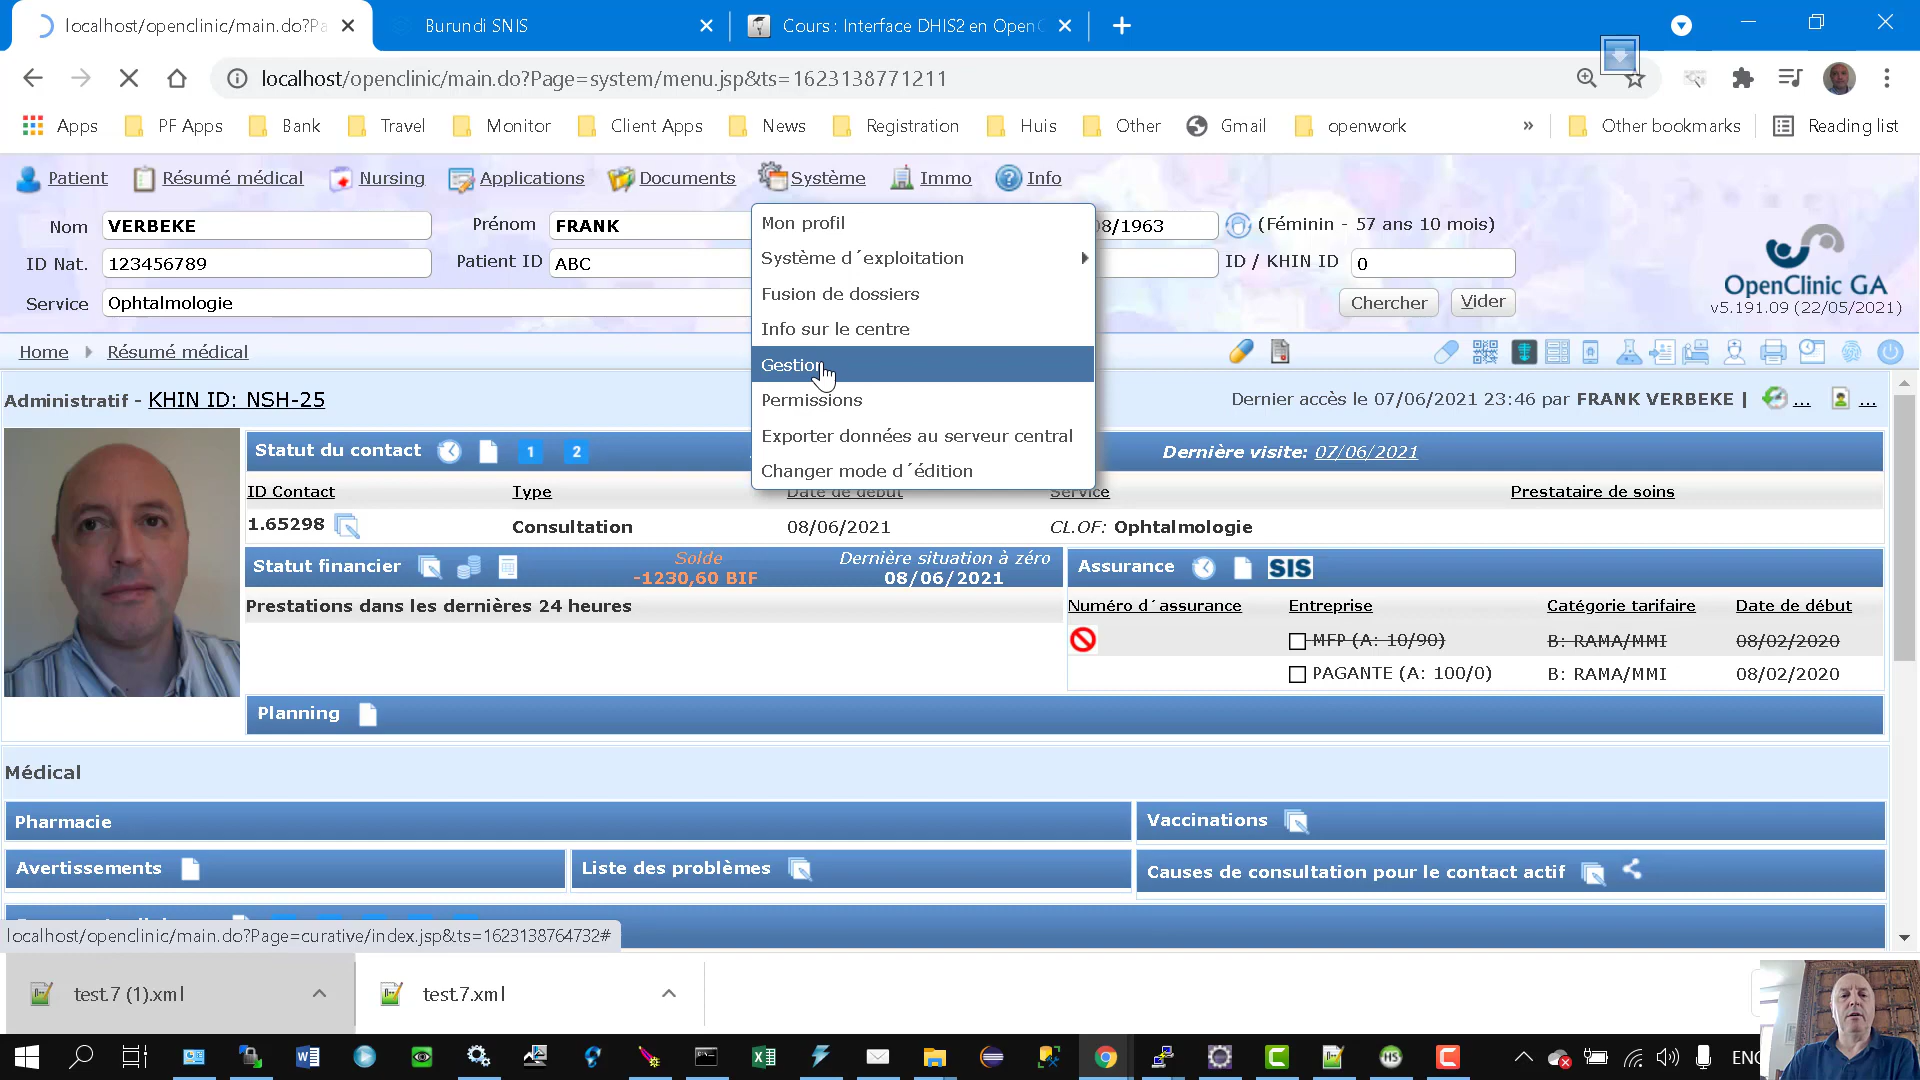 localhost/openclinic/main.do?Pa
Burundi SNIS
Cours : Interface DHIS2 en OpenC
localhost/openclinic/main.do?Page=system/menu.jsp&ts=1623138771211
Apps
PF Apps
Bank
Travel
Monitor
Client Apps
News
Registration
Huis
Other
Gmail
openwork
»
Other bookmarks
Reading list
Patient
Résumé médical
Nursing
Applications
Documents
Système
Immo
Info
Nom VERBEKE
Prénom FRANK
08/1963
(Féminin - 57 ans 10 mois)
ID Nat. 123456789
Patient ID ABC
ID / KHIN ID 0
Service Ophtalmologie
Chercher
Vider
OpenClinic GA
v5.191.09 (22/05/2021)
Mon profil
Système d´exploitation
Fusion de dossiers
Info sur le centre
Gestion
Permissions
Exporter données au serveur central
Changer mode d´édition
Home
Résumé médical
Administratif - KHIN ID: NSH-25
Dernier accès le 07/06/2021 23:46 par FRANK VERBEKE | ... ...
Statut du contact 1 2
Dernière visite: 07/06/2021
ID Contact
Type
Date de début
Service
Prestataire de soins
1.65298
Consultation
08/06/2021
CLOF: Ophtalmologie
Statut financier
Solde
-1230,60 BIF
Dernière situation à zéro
08/06/2021
Assurance SIS
Prestations dans les dernières 24 heures
Numéro d´assurance
Entreprise
Catégorie tarifaire
Date de début
MFP (A: 10/90)
B: RAMA/MMI
08/02/2020
PAGANTE (A: 100/0)
B: RAMA/MMI
08/02/2020
Planning
Médical
Pharmacie
Vaccinations
Avertissements
Liste des problèmes
Causes de consultation pour le contact actif
localhost/openclinic/main.do?Page=curative/index.jsp&ts=1623138764732#
test.7 (1).xml
test.7.xml
ENG